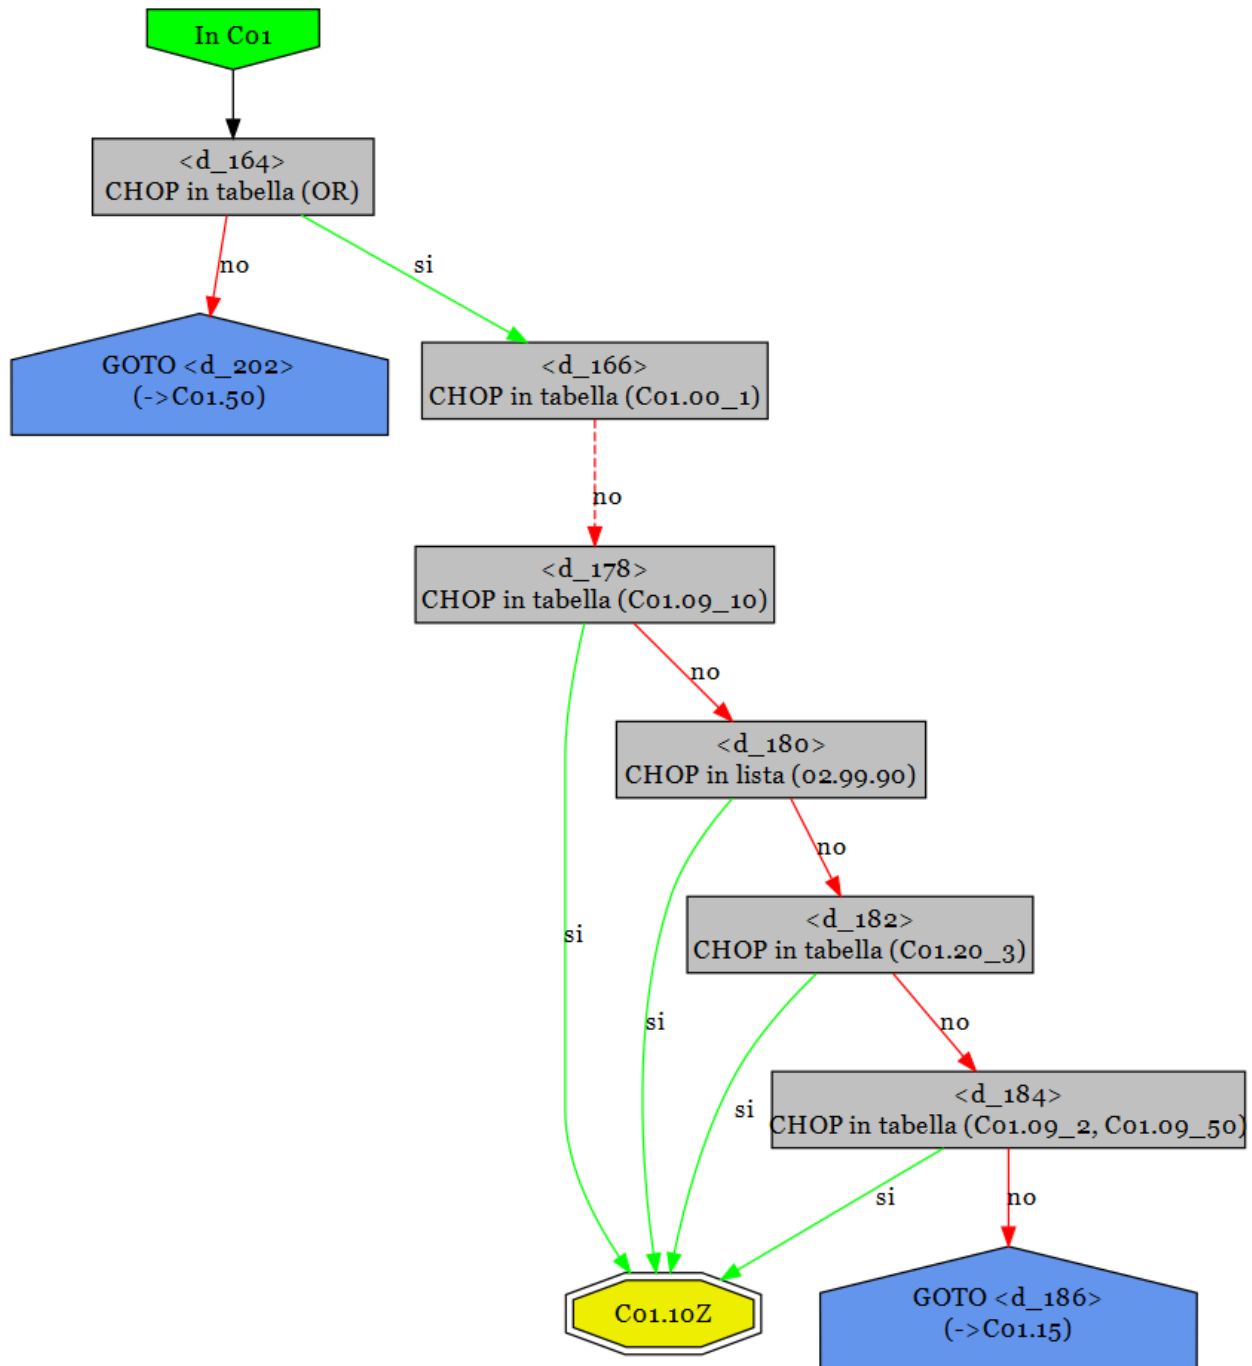 In C01
<d_164>
CHOP in tabella (OR)
no
si
GOTO <d_202>
(->C01.50)
<d_166>
CHOP in tabella (C01.00_1)
no
<d_178>
CHOP in tabella (C01.09_10)
no
<d_180>
CHOP in lista (02.99.90)
no
si
<d_182>
CHOP in tabella (C01.20_3)
si
no
<d_184>
CHOP in tabella (C01.09_2, C01.09_50)
si
si
no
C01.10Z
GOTO <d_186>
(->C01.15)